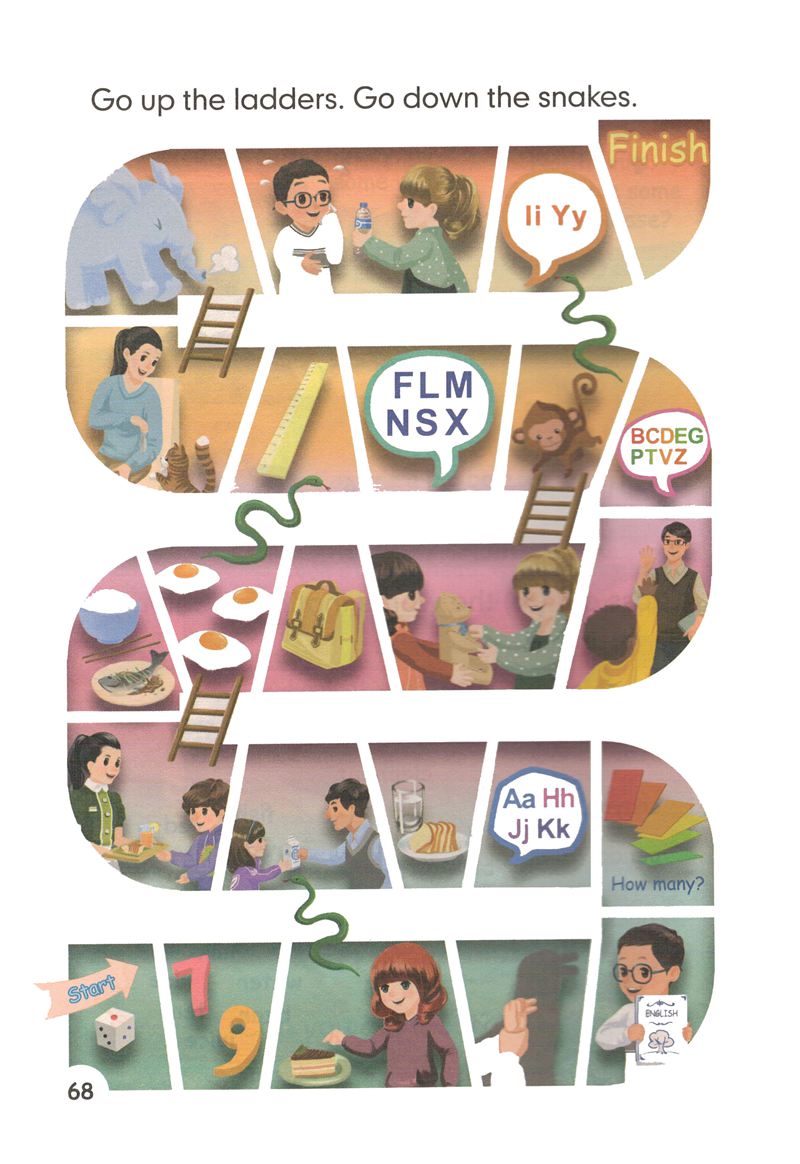 Go up the ladders. Go down the snakes.
Finish
Ii Yy
FLM
NSX
BCDEG
PTVZ
Aa Hh
Jj Kk
How many?
Start
7
9
ENGLISH
68